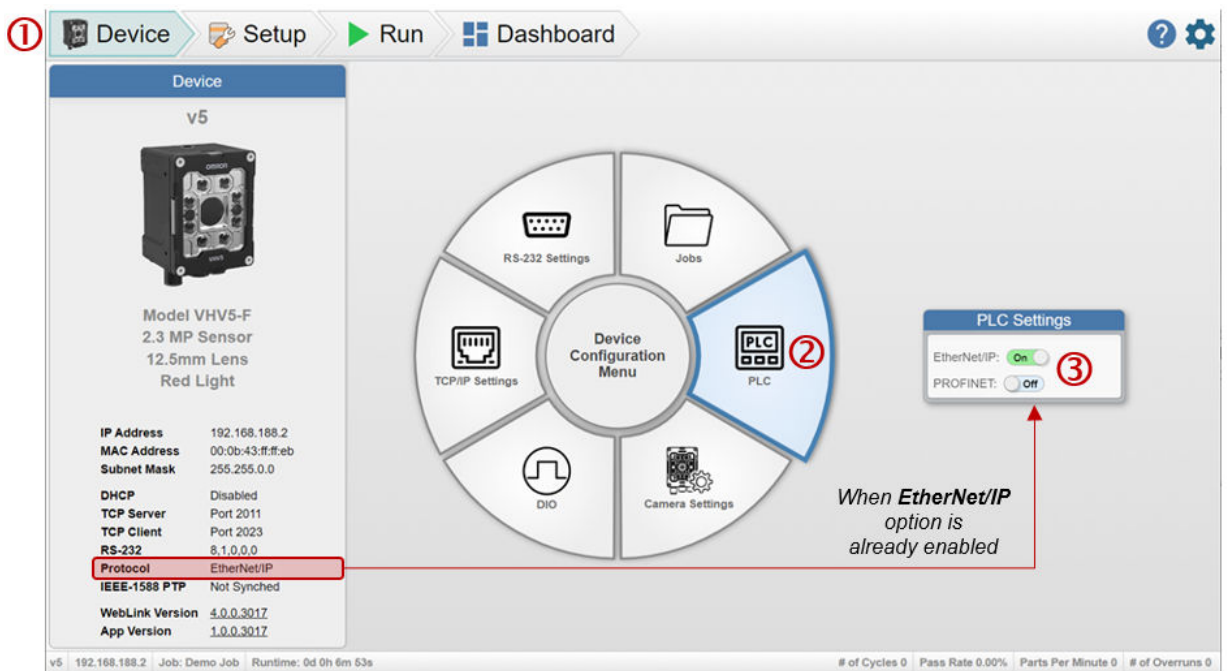 ① Device Setup Run Dashboard ?
Device
v5
OMRON
VHV5
Model VHV5-F
2.3 MP Sensor
12.5mm Lens
Red Light
IP Address 192.168.188.2
MAC Address 00:0b:43:ff:ff:eb
Subnet Mask 255.255.0.0
DHCP Disabled
TCP Server Port 2011
TCP Client Port 2023
RS-232 8,1,0,0,0
Protocol EtherNet/IP
IEEE-1588 PTP Not Synched
WebLink Version 4.0.0.3017
App Version 1.0.0.3017
RS-232 Settings
Jobs
TCP/IP Settings
Device
Configuration
Menu
PLC ②
PLC
DIO
Camera Settings
PLC Settings
EtherNet/IP: On ③
PROFINET: Off
When EtherNet/IP
option is
already enabled
v5 192.168.188.2 Job: Demo Job Runtime: 0d 0h 6m 53s # of Cycles 0 Pass Rate 0.00% Parts Per Minute 0 # of Overruns 0